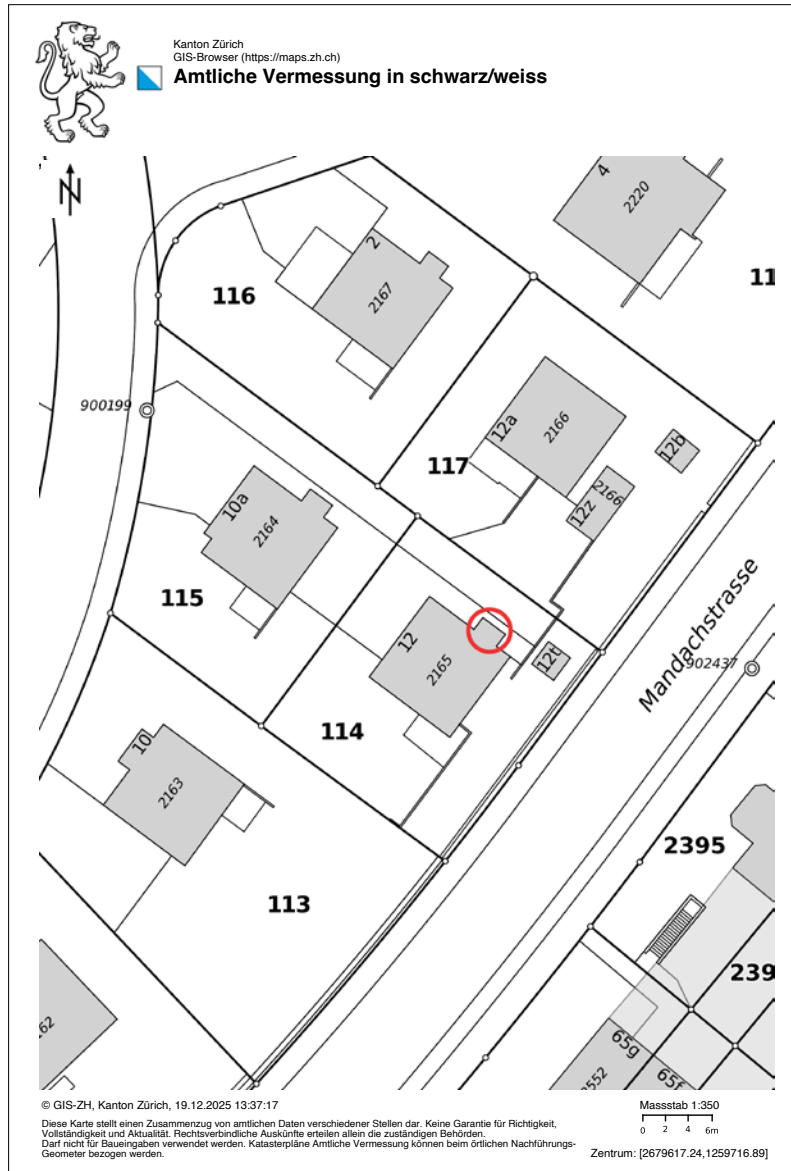 Kanton Zürich
GIS-Browser (https://maps.zh.ch)
Amtliche Vermessung in schwarz/weiss
N
4
2220
2
2167
116
11
900199
12a
2166
12b
117
2166
12z
10a
2164
115
12
2165
12b
Mandachstrasse
902437
114
10
2163
2395
113
239
65g
65f
2552
© GIS-ZH, Kanton Zürich, 19.12.2025 13:37:17
Diese Karte stellt einen Zusammenzug von amtlichen Daten verschiedener Stellen dar. Keine Garantie für Richtigkeit,
Vollständigkeit und Aktualität. Rechtsverbindliche Auskünfte erteilen allein die zuständigen Behörden.
Darf nicht für Baueingaben verwendet werden. Katasterpläne Amtliche Vermessung können beim örtlichen Nachführungs-
Geometer bezogen werden.
Massstab 1:350
0 2 4 6m
Zentrum: [2679617.24,1259716.89]